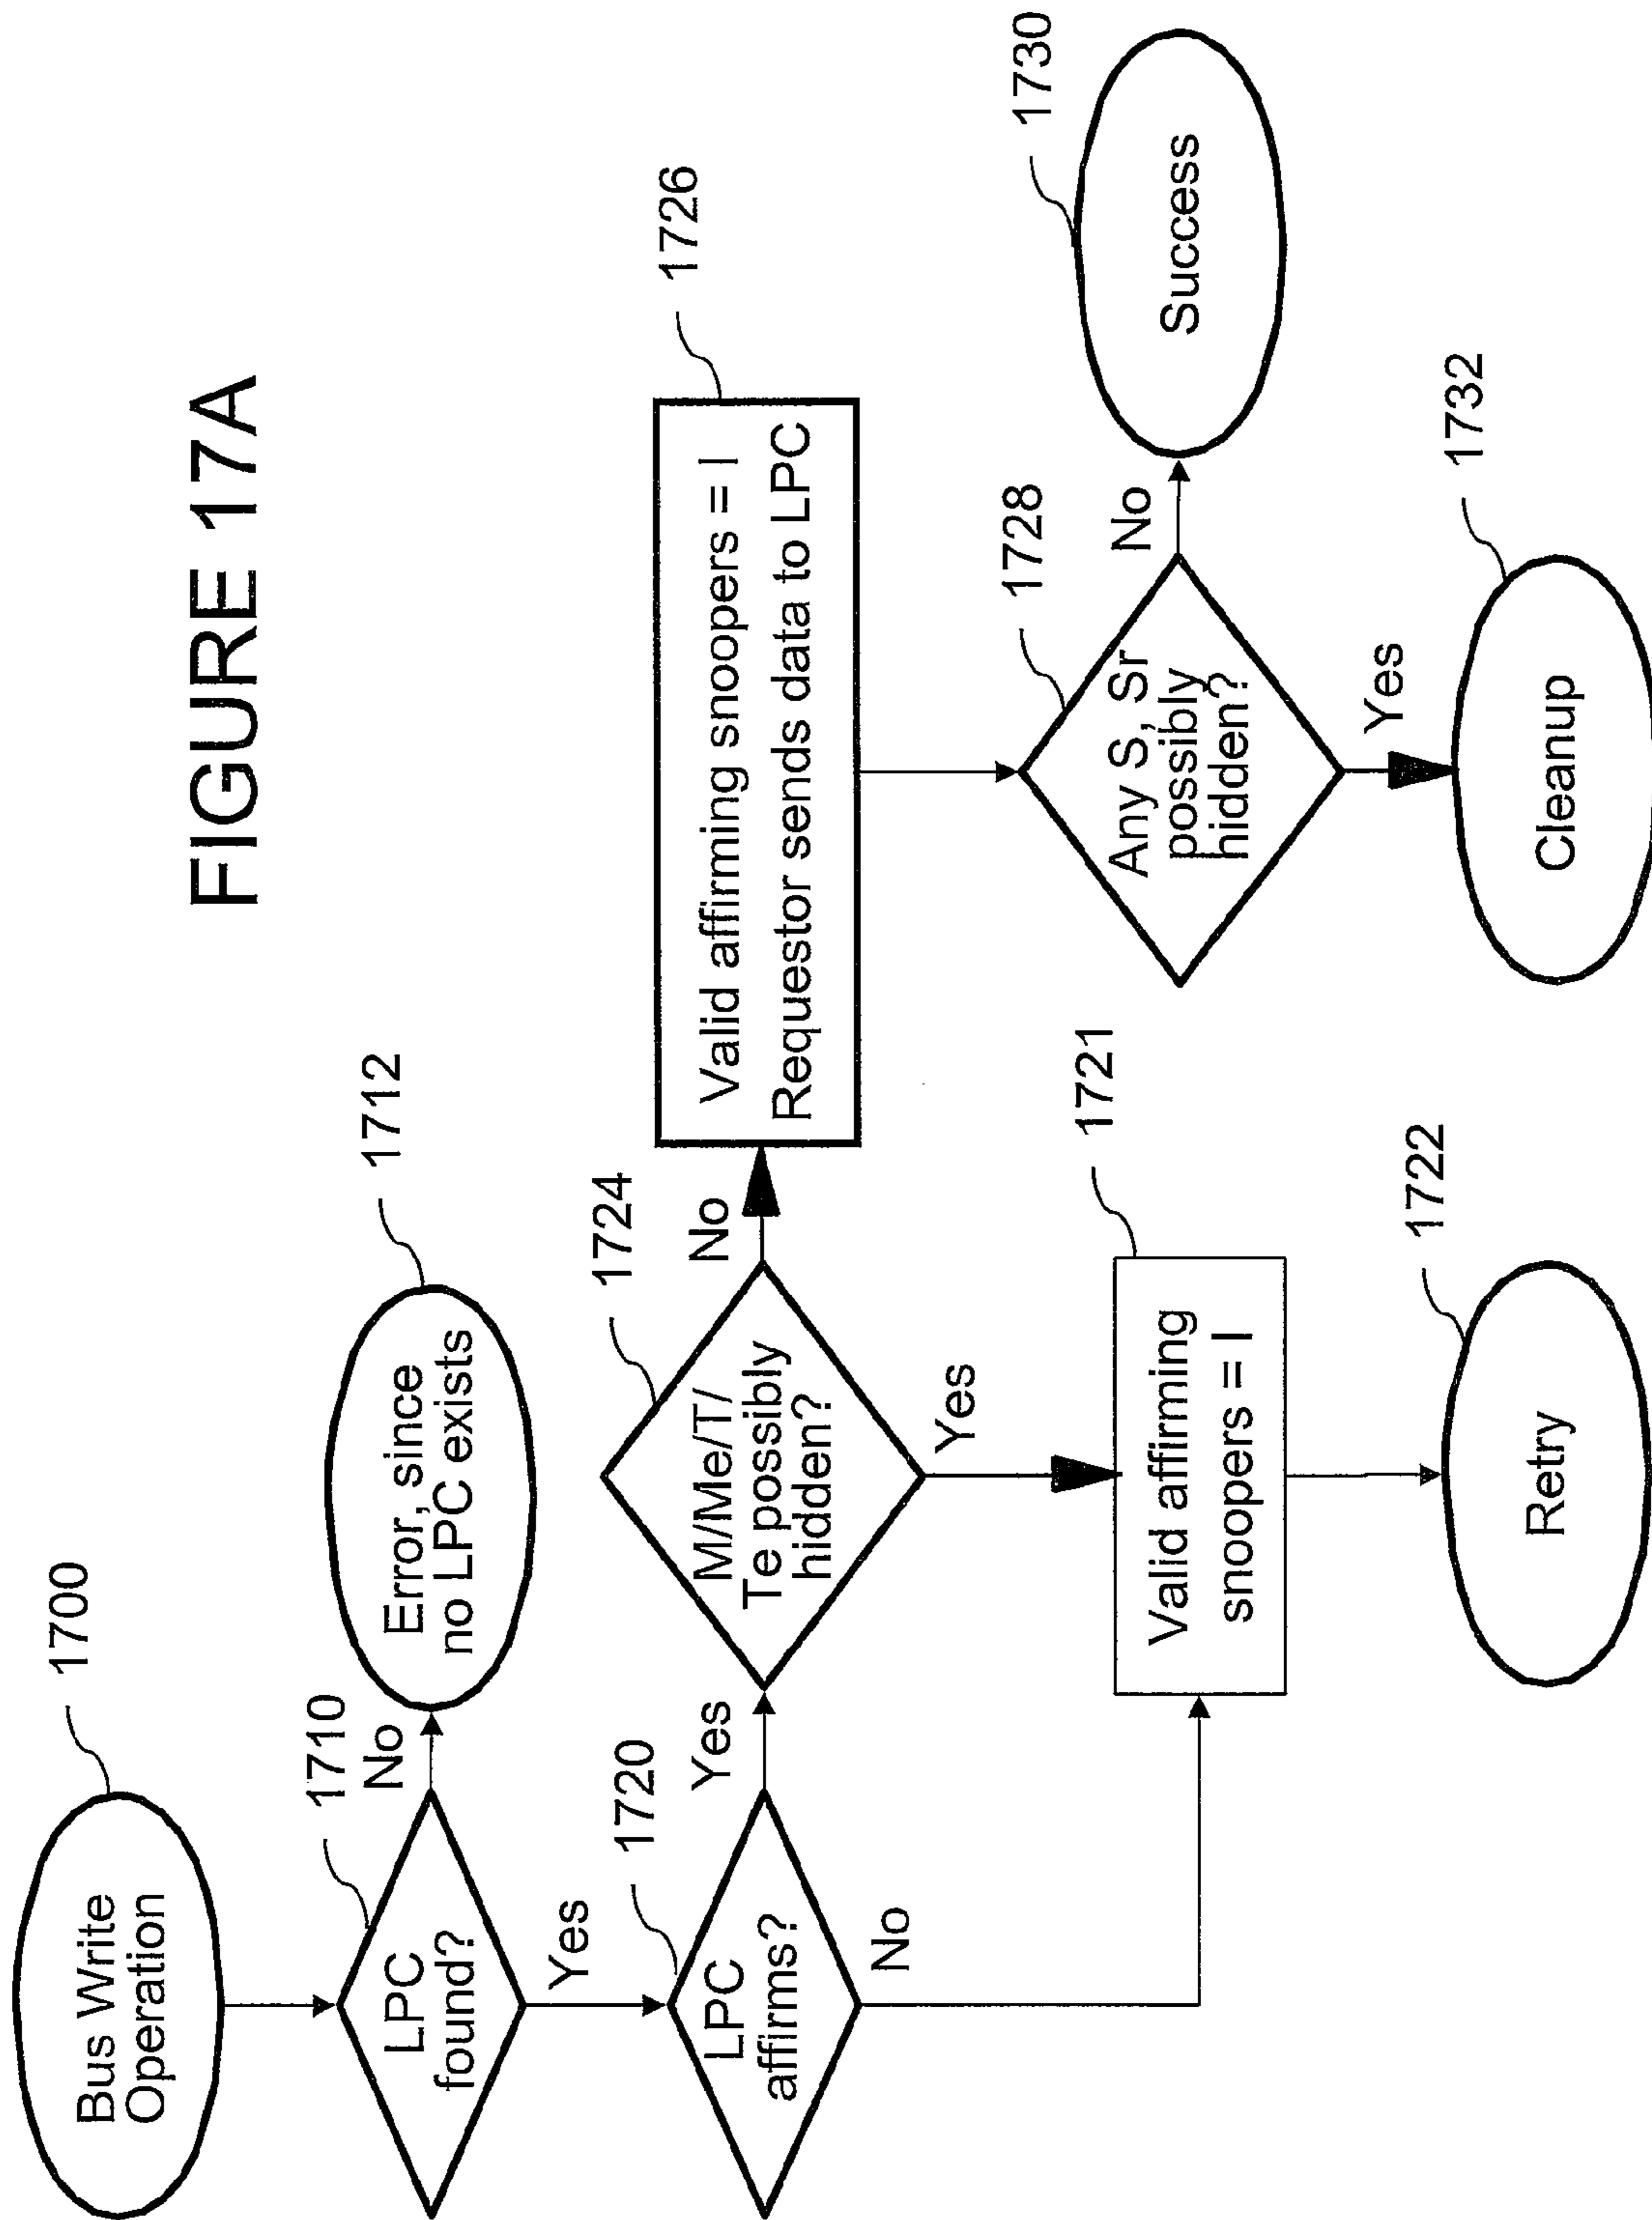 FIGURE 17A
1700
Bus Write
Operation
1710
LPC
found?
No
1712
Error, since
no LPC exists
Yes
1720
LPC
affirms?
Yes
No
1724
M/Me/T/
Te possibly
hidden?
No
Yes
1726
Valid affirming snoopers = I
Requestor sends data to LPC
1721
Valid affirming
snoopers = I
1722
Retry
1728
Any S, Sr
possibly
hidden?
No
1730
Success
Yes
1732
Cleanup